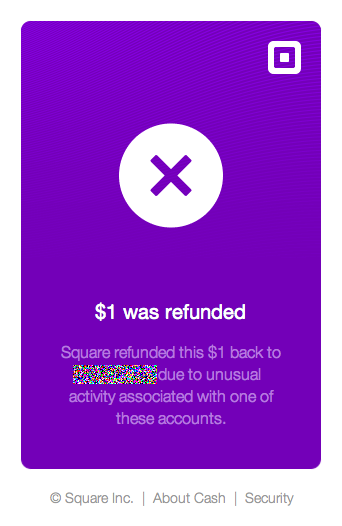 $1 was refunded
Square refunded this $1 back to
due to unusual
activity associated with one of
these accounts.
© Square Inc. | About Cash | Security